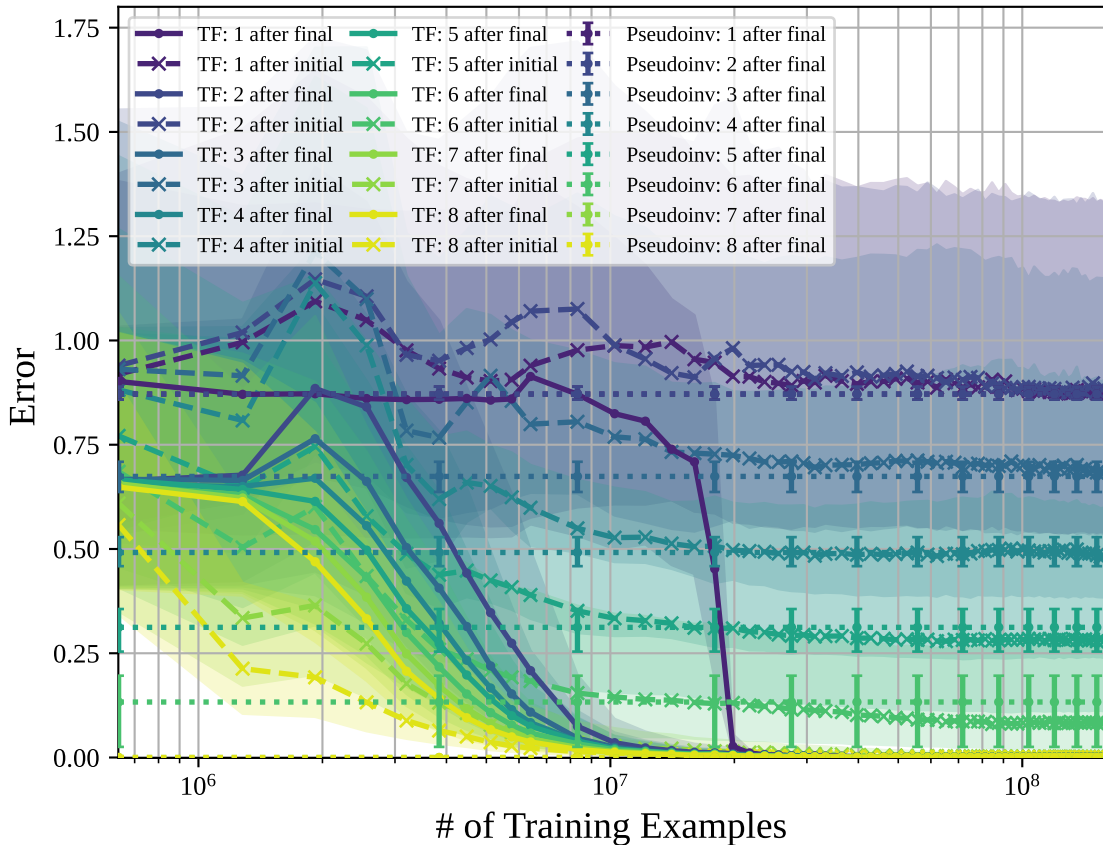 1.75
1.50
1.25
1.00
0.75
0.50
0.25
0.00
Error
TF: 1 after final
TF: 1 after initial
TF: 2 after final
TF: 2 after initial
TF: 3 after final
TF: 3 after initial
TF: 4 after final
TF: 4 after initial
TF: 5 after final
TF: 5 after initial
TF: 6 after final
TF: 6 after initial
TF: 7 after final
TF: 7 after initial
TF: 8 after final
TF: 8 after initial
Pseudoinv: 1 after final
Pseudoinv: 2 after final
Pseudoinv: 3 after final
Pseudoinv: 4 after final
Pseudoinv: 5 after final
Pseudoinv: 6 after final
Pseudoinv: 7 after final
Pseudoinv: 8 after final
10⁶
10⁷
10⁸
# of Training Examples